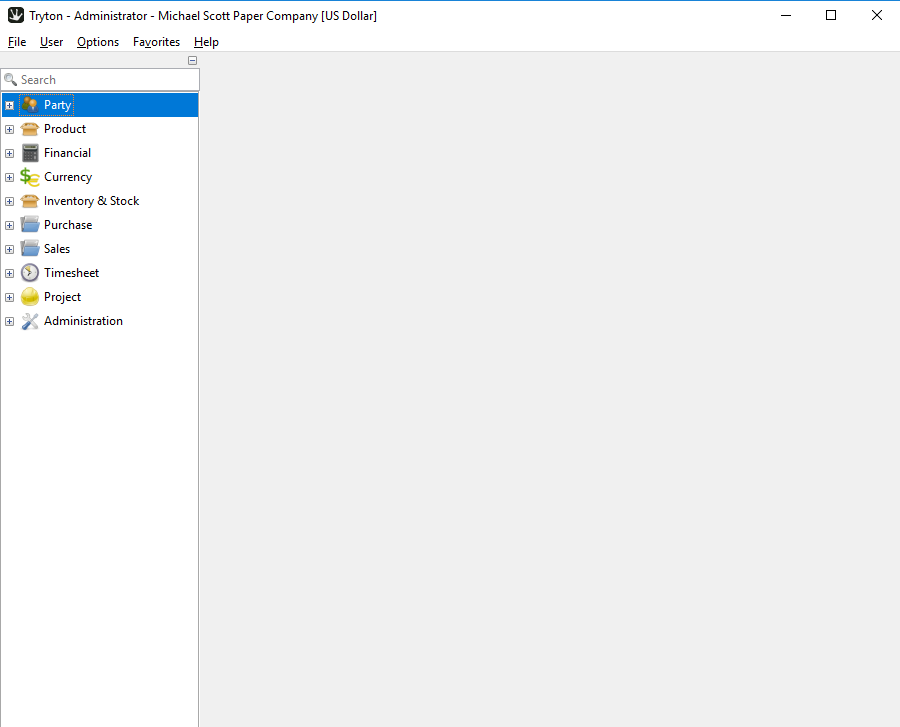 Tryton - Administrator - Michael Scott Paper Company [US Dollar]
File User Options Favorites Help
Search
Party
Product
Financial
Currency
Inventory & Stock
Purchase
Sales
Timesheet
Project
Administration